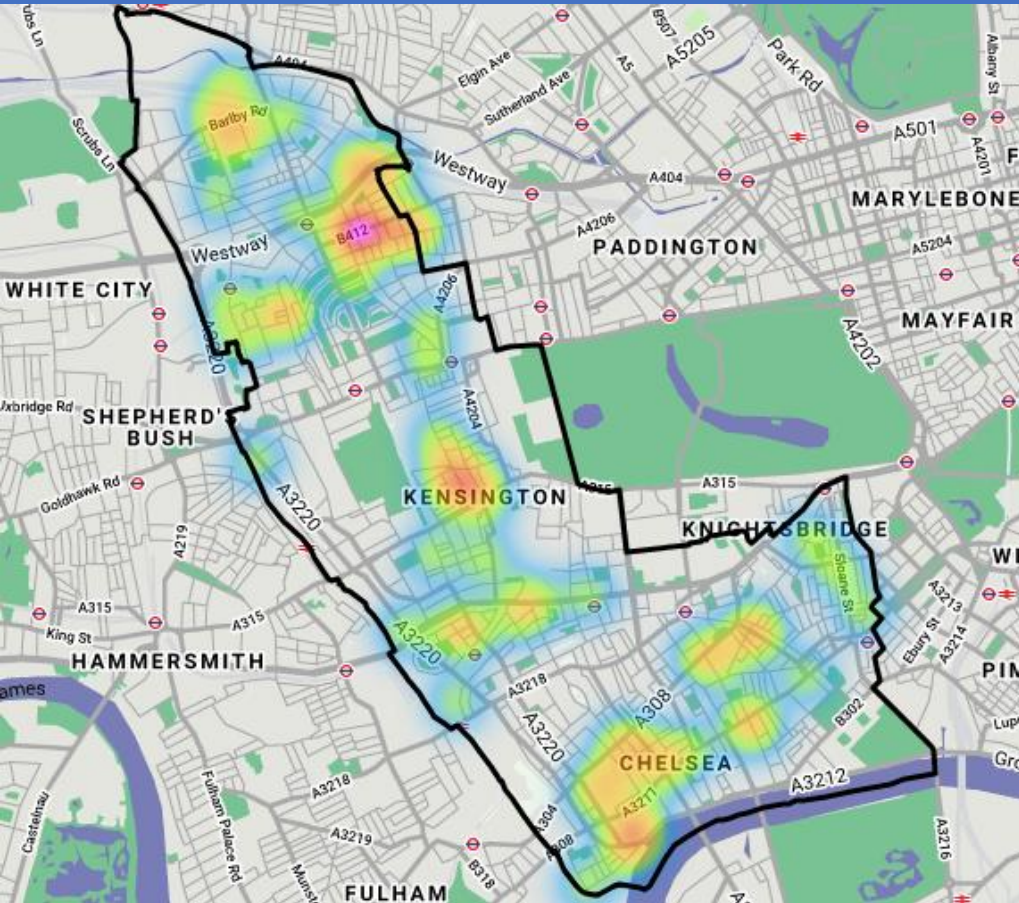 Elgin Ave
B507
A5205
A5
Park Rd
Albany St
Sutherland Ave
Scrubs Ln
Barlby Rd
A501
A4201
Westway
A404
MARYLEBONE
B412
A4206
PADDINGTON
A5204
Westway
WHITE CITY
A4206
MAYFAIR
A4202
A3220
Uxbridge Rd
SHEPHERD'S
BUSH
A4204
Goldhawk Rd
KENSINGTON
A315
A315
A3220
A219
KNIGHTSBRIDGE
Sloane St
A315
King St
A315
A3220
Ebury St
A3213
A3214
HAMMERSMITH
A3218
A308
B302
A3220
CHELSEA
A3212
A3218
A3217
A304
A308
Castelnau
Fulham Palace Rd
A3219
B318
A3216
FULHAM